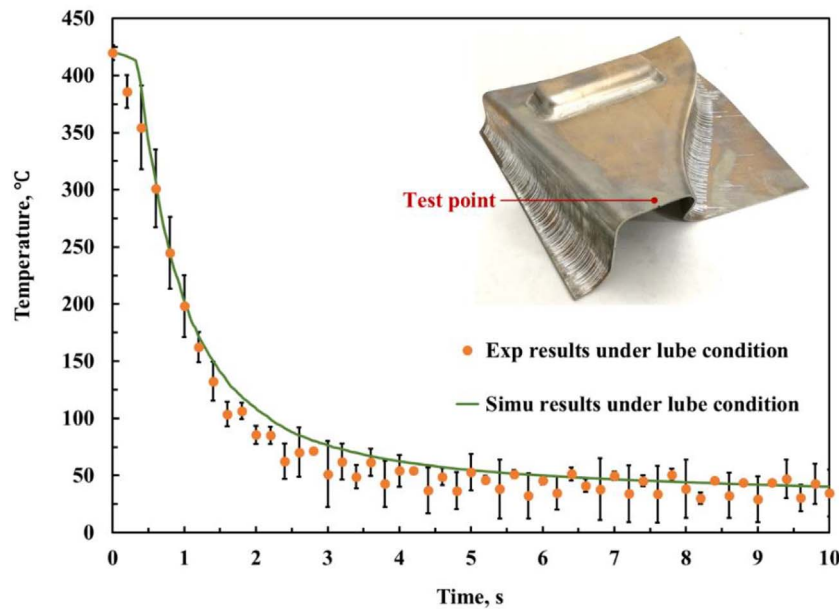 450
400
350
300
250
200
150
100
50
0
Temperature, °C
Test point
Exp results under lube condition
Simu results under lube condition
0 1 2 3 4 5 6 7 8 9 10
Time, s